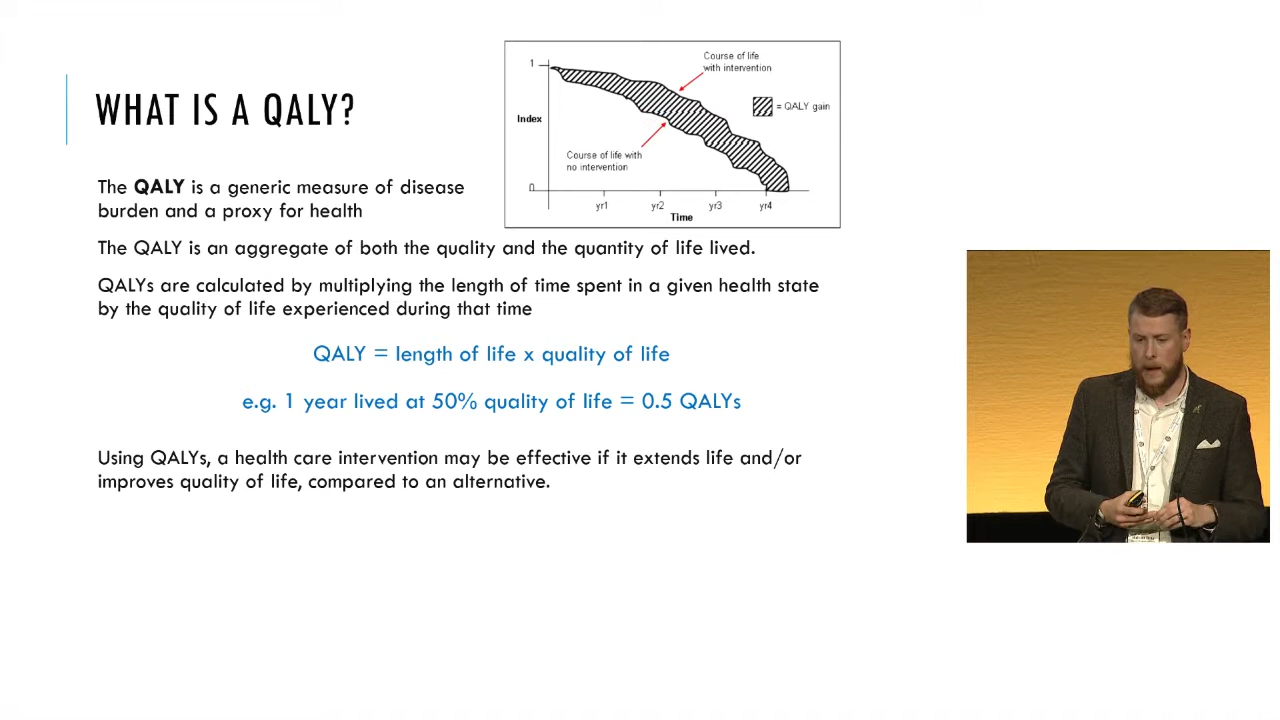 WHAT IS A QALY?
Course of life
with intervention
1
= QALY gain
Index
Course of life with
no intervention
0
yr1 yr2 yr3 yr4
Time
The QALY is a generic measure of disease
burden and a proxy for health
The QALY is an aggregate of both the quality and the quantity of life lived.
QALYs are calculated by multiplying the length of time spent in a given health state
by the quality of life experienced during that time
QALY = length of life x quality of life
e.g. 1 year lived at 50% quality of life = 0.5 QALYs
Using QALYs, a health care intervention may be effective if it extends life and/or
improves quality of life, compared to an alternative.